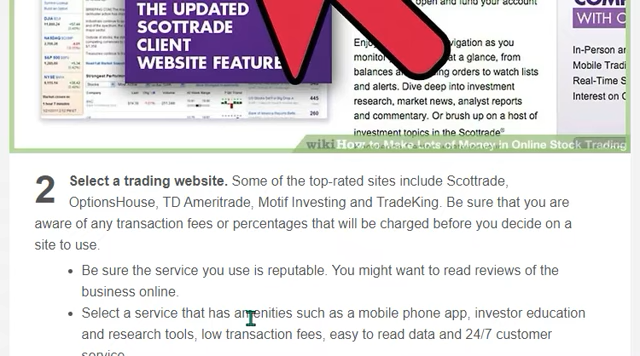 THE UPDATED
SCOTTRADE
CLIENT
WEBSITE FEATURE
open and fund your account
monitor at a glance, from
balances orders to watch lists
and alerts. Dive deep into investment
research, market news, analyst reports
and commentary. Or brush up on a host of
investment topics in the Scottrade®
WITH
In-Person
Mobile Tradi
Real-Time S
Interest on C
wikiHow to Make Lots of Money in Online Stock Trading
2 Select a trading website. Some of the top-rated sites include Scottrade,
OptionsHouse, TD Ameritrade, Motif Investing and TradeKing. Be sure that you are
aware of any transaction fees or percentages that will be charged before you decide on a
site to use.
• Be sure the service you use is reputable. You might want to read reviews of the
business online.
• Select a service that has amenities such as a mobile phone app, investor education
and research tools, low transaction fees, easy to read data and 24/7 customer
service.